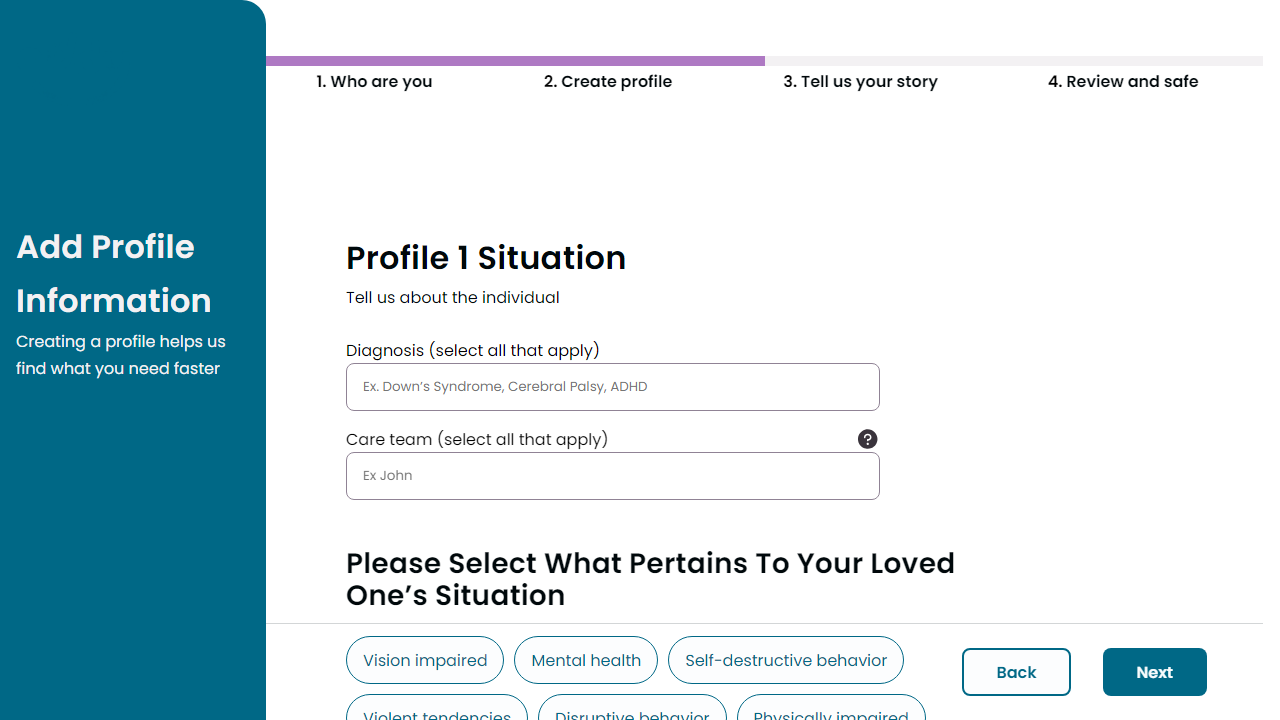 1. Who are you
2. Create profile
3. Tell us your story
4. Review and safe
Add Profile
Information
Creating a profile helps us
find what you need faster
Profile 1 Situation
Tell us about the individual
Diagnosis (select all that apply)
Ex. Down’s Syndrome, Cerebral Palsy, ADHD
Care team (select all that apply)
?
Ex John
Please Select What Pertains To Your Loved
One’s Situation
Vision impaired
Mental health
Self-destructive behavior
Back
Next
Violent tendencies
Disruptive behavior
Physically impaired